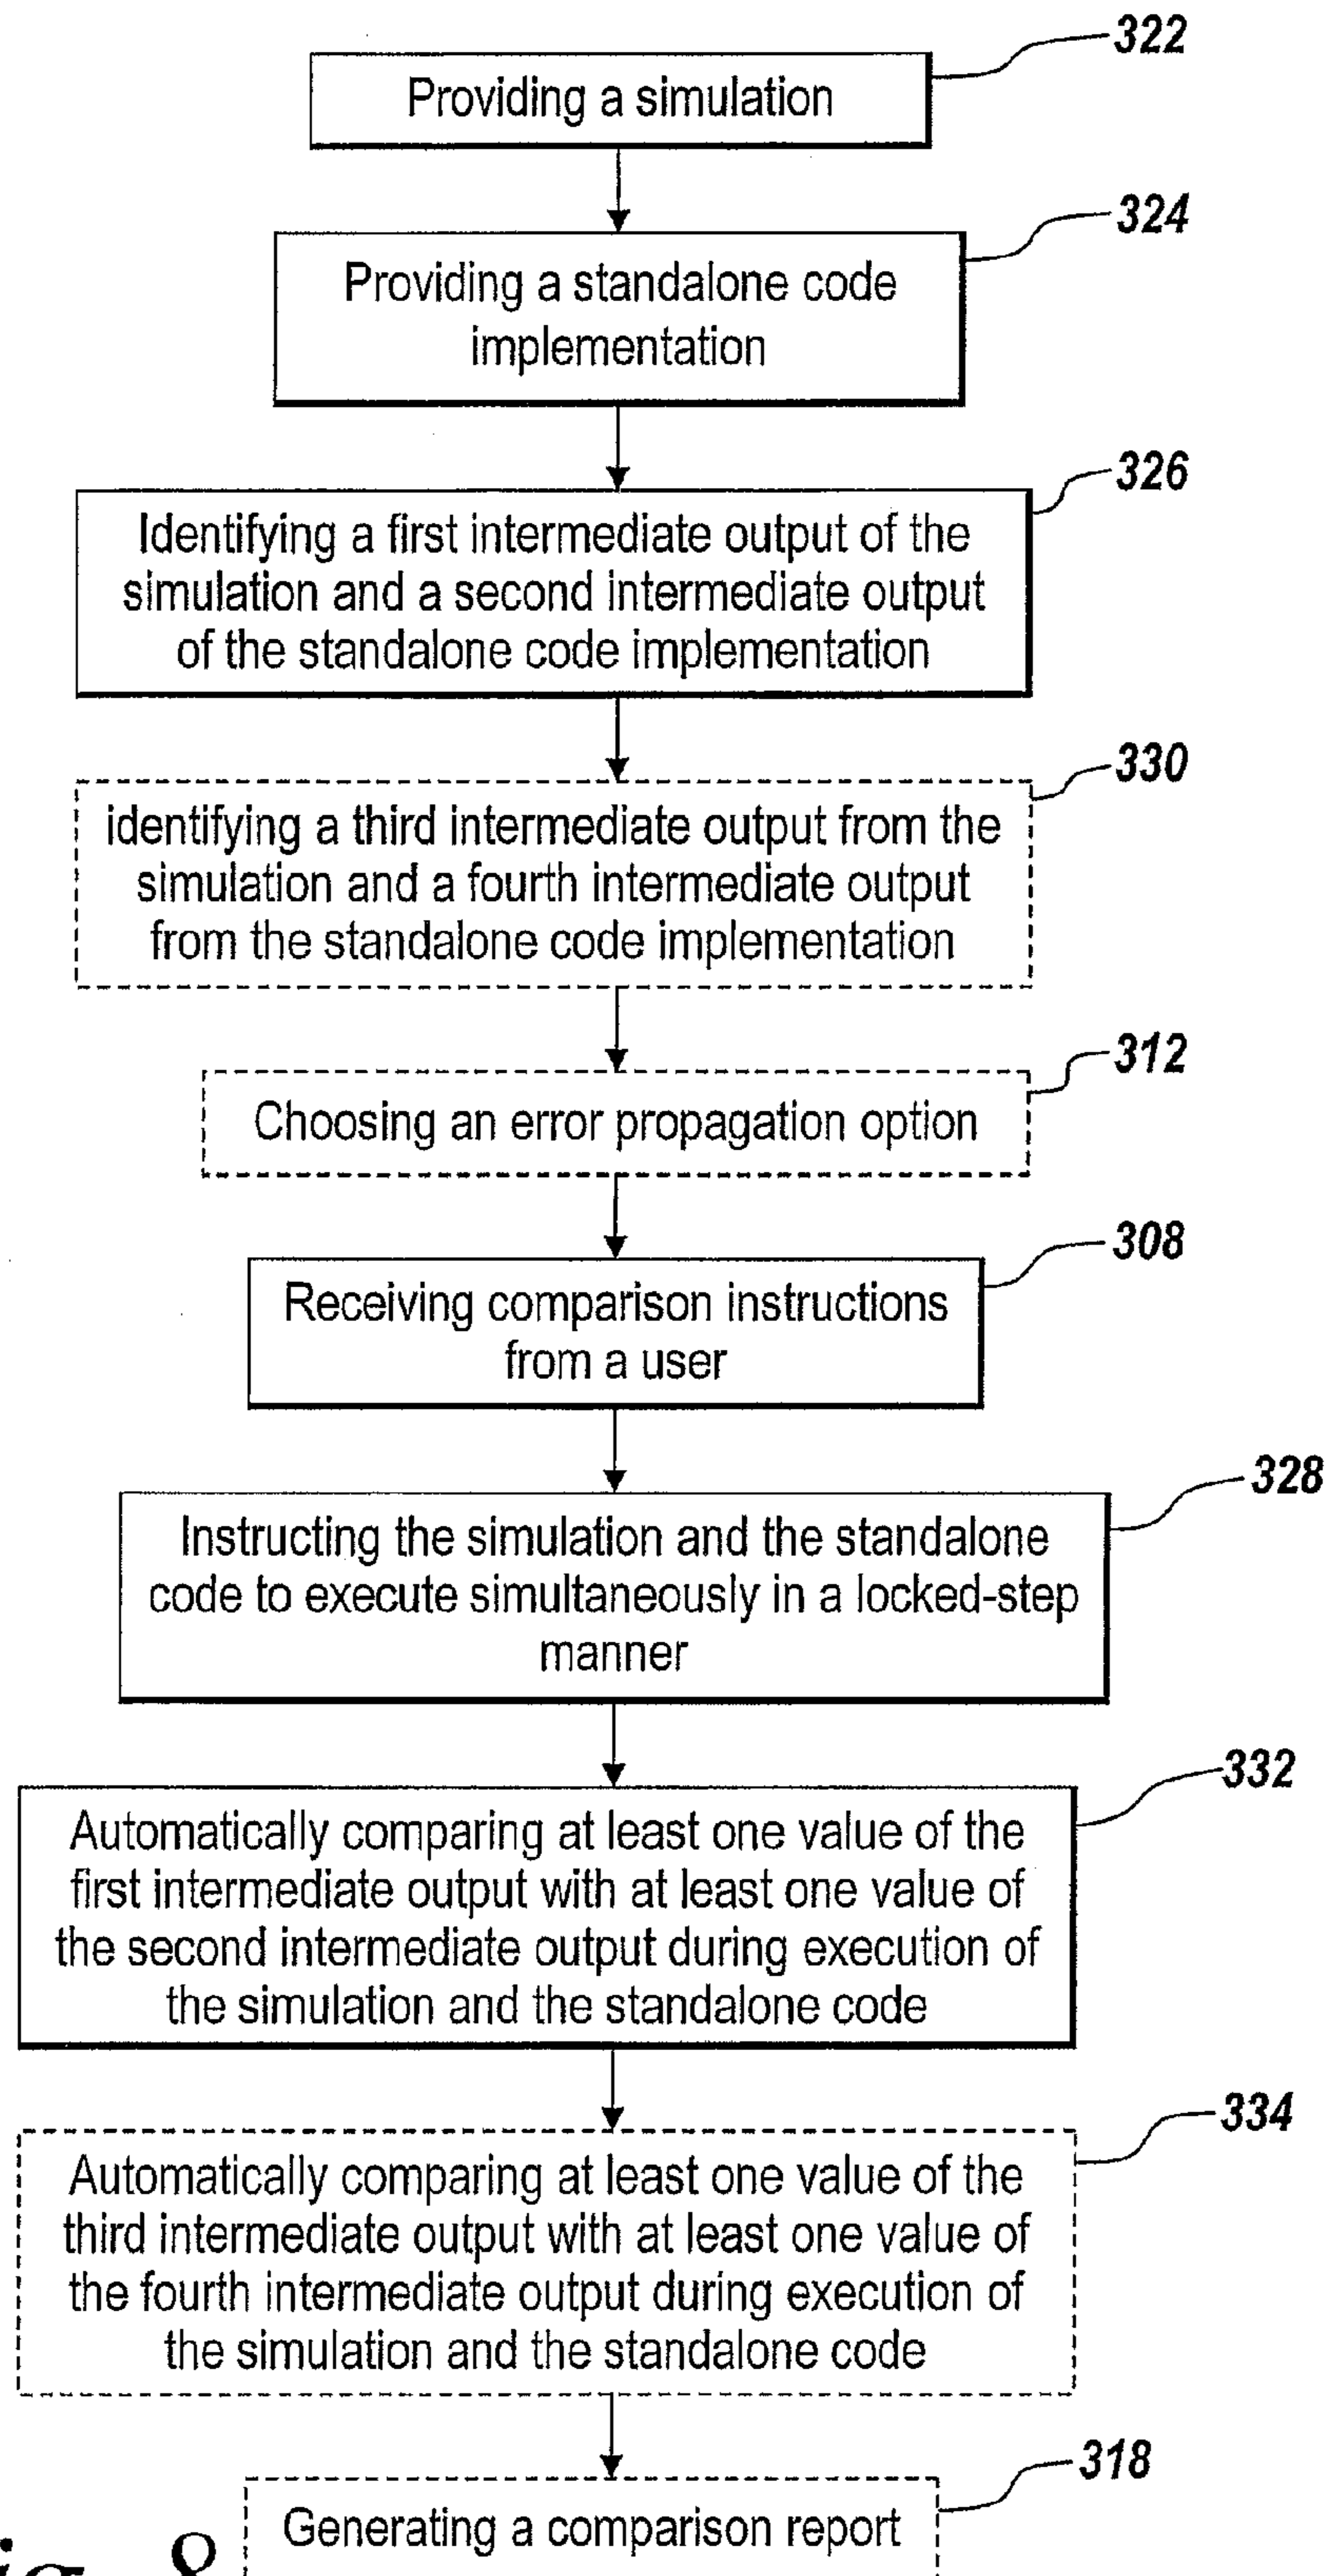 322
Providing a simulation
324
Providing a standalone code
implementation
326
Identifying a first intermediate output of the
simulation and a second intermediate output
of the standalone code implementation
330
identifying a third intermediate output from the
simulation and a fourth intermediate output
from the standalone code implementation
312
Choosing an error propagation option
308
Receiving comparison instructions
from a user
328
Instructing the simulation and the standalone
code to execute simultaneously in a locked-step
manner
332
Automatically comparing at least one value of the
first intermediate output with at least one value of
the second intermediate output during execution of
the simulation and the standalone code
334
Automatically comparing at least one value of the
third intermediate output with at least one value of
the fourth intermediate output during execution of
the simulation and the standalone code
318
Generating a comparison report
8